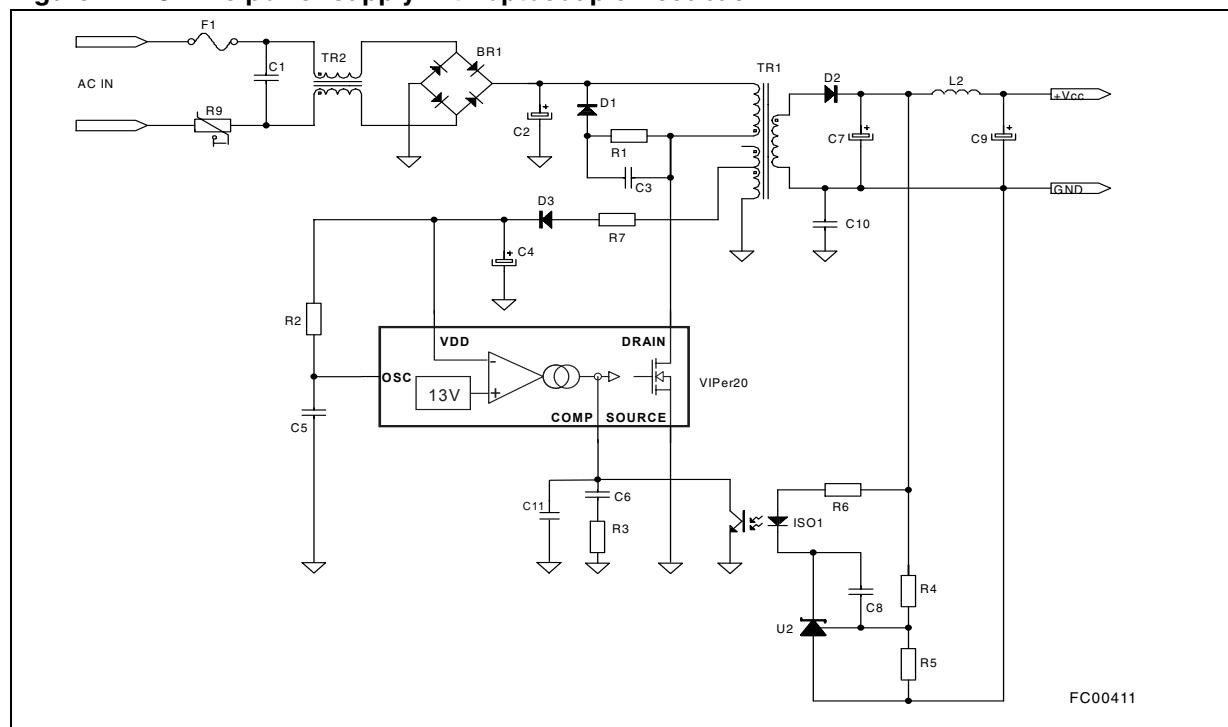 F1
TR2
BR1
C1
AC IN
R9
TR1
D2
L2
+Vcc
D1
C2
R1
C7
C9
C3
GND
D3
C10
R7
C4
R2
VDD
DRAIN
OSC
-
13V
+
VIPer20
COMP
SOURCE
C5
C11
C6
R6
ISO1
R3
R4
C8
U2
R5
FC00411